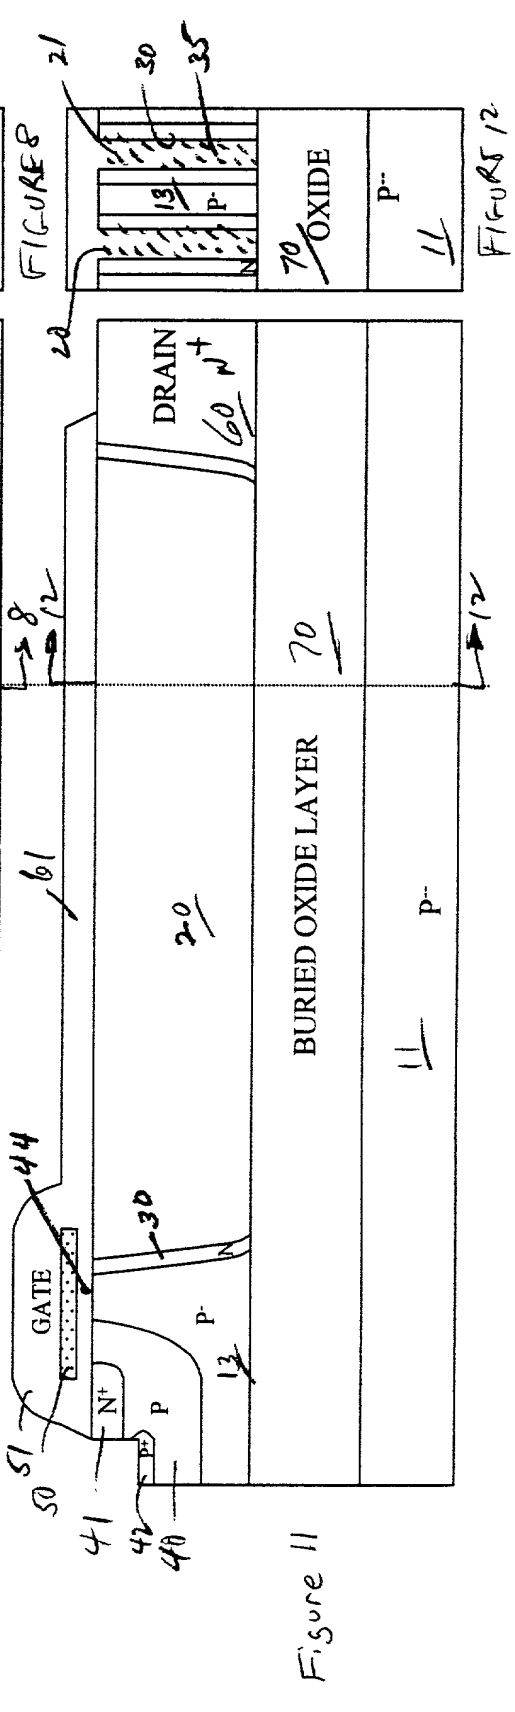 FIGURE 8
21
30
35
13
P-
20
N
70
OXIDE
P--
11
FIGURE 12
8
12
61
DRAIN
N+
60
44
GATE
51
50
N+
P
P+
41
42
40
30
N
P-
13
20
70
BURIED OXIDE LAYER
P--
11
12
Figure 11